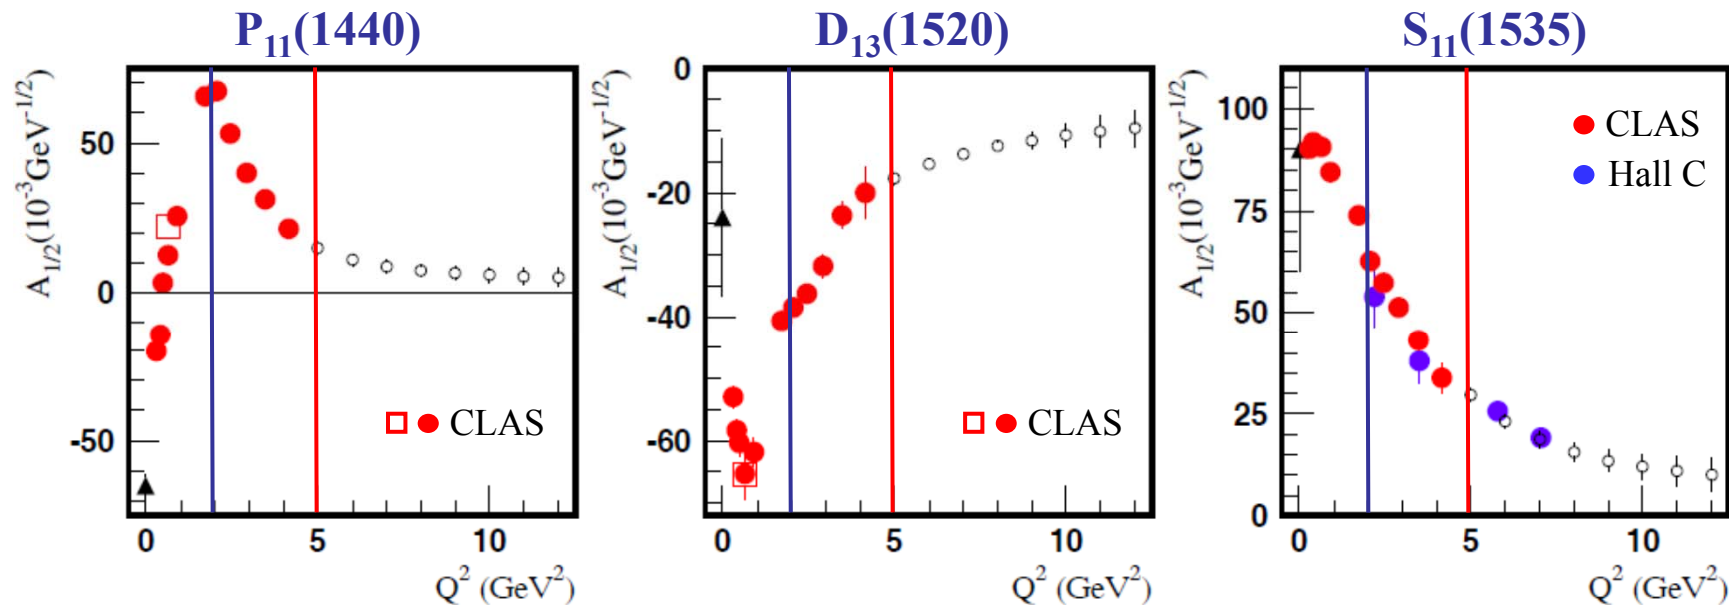 P11(1440)
A1/2(10-3GeV-1/2)
50
0
-50
CLAS
0 5 10
Q2 (GeV2)
D13(1520)
A1/2(10-3GeV-1/2)
0
-20
-40
-60
CLAS
0 5 10
Q2 (GeV2)
S11(1535)
A1/2(10-3GeV-1/2)
100
75
50
25
0
CLAS
Hall C
0 5 10
Q2 (GeV2)